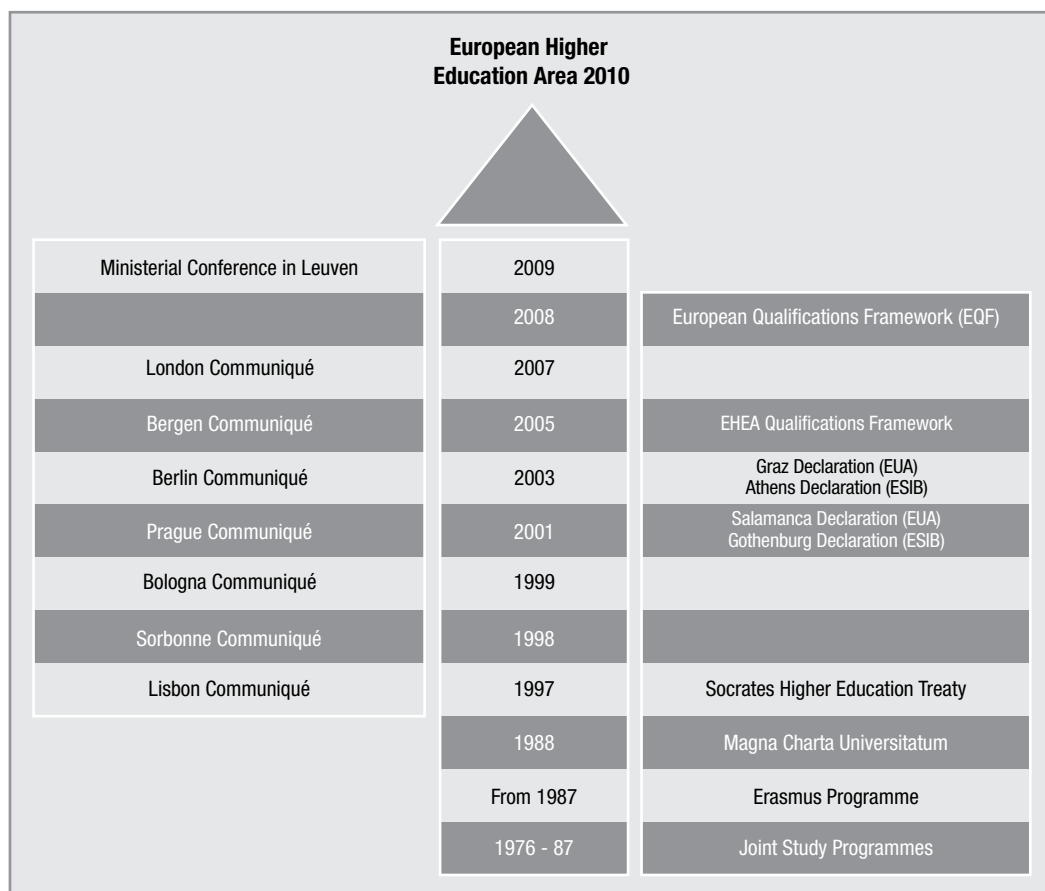 European Higher
Education Area 2010
Ministerial Conference in Leuven
2009
2008
European Qualifications Framework (EQF)
London Communiqué
2007
Bergen Communiqué
2005
EHEA Qualifications Framework
Berlin Communiqué
2003
Graz Declaration (EUA)
Athens Declaration (ESIB)
Prague Communiqué
2001
Salamanca Declaration (EUA)
Gothenburg Declaration (ESIB)
Bologna Communiqué
1999
Sorbonne Communiqué
1998
Lisbon Communiqué
1997
Socrates Higher Education Treaty
1988
Magna Charta Universitatum
From 1987
Erasmus Programme
1976 - 87
Joint Study Programmes